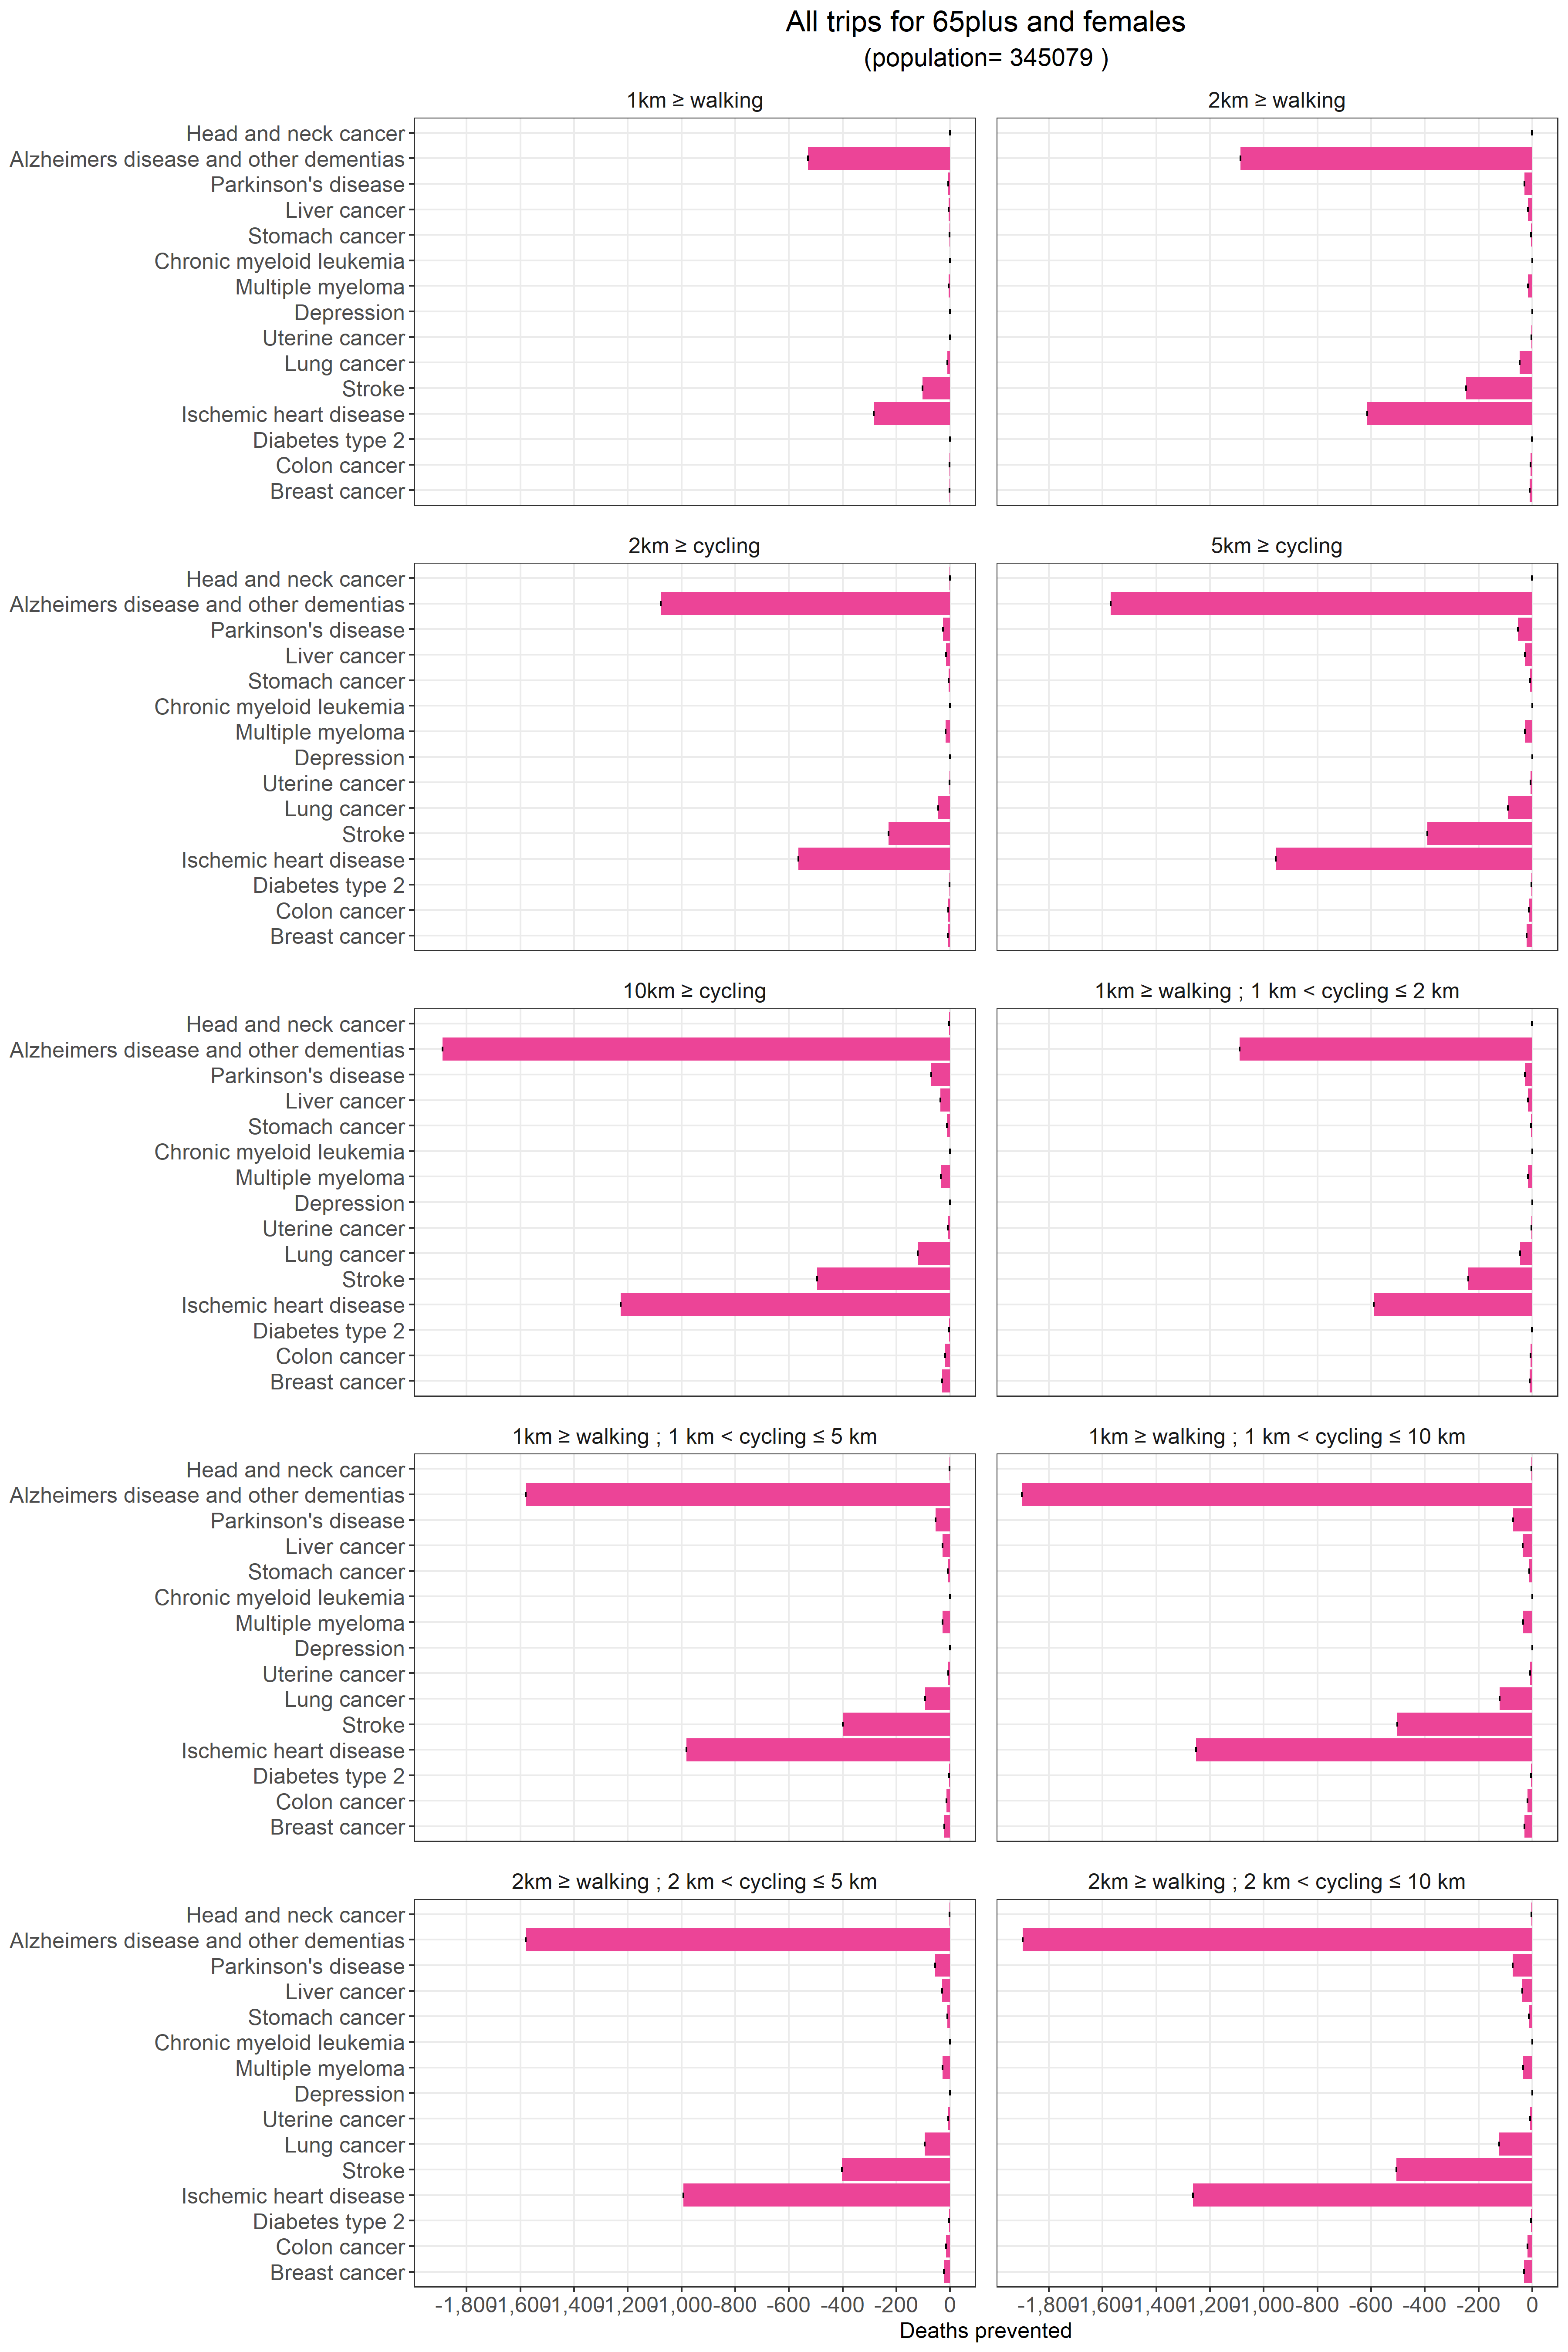 All trips for 65plus and females
(population= 345079 )
1km ≥ walking
2km ≥ walking
Head and neck cancer
Alzheimers disease and other dementias
Parkinson's disease
Liver cancer
Stomach cancer
Chronic myeloid leukemia
Multiple myeloma
Depression
Uterine cancer
Lung cancer
Stroke
Ischemic heart disease
Diabetes type 2
Colon cancer
Breast cancer
2km ≥ cycling
5km ≥ cycling
Head and neck cancer
Alzheimers disease and other dementias
Parkinson's disease
Liver cancer
Stomach cancer
Chronic myeloid leukemia
Multiple myeloma
Depression
Uterine cancer
Lung cancer
Stroke
Ischemic heart disease
Diabetes type 2
Colon cancer
Breast cancer
10km ≥ cycling
1km ≥ walking ; 1 km < cycling ≤ 2 km
Head and neck cancer
Alzheimers disease and other dementias
Parkinson's disease
Liver cancer
Stomach cancer
Chronic myeloid leukemia
Multiple myeloma
Depression
Uterine cancer
Lung cancer
Stroke
Ischemic heart disease
Diabetes type 2
Colon cancer
Breast cancer
1km ≥ walking ; 1 km < cycling ≤ 5 km
1km ≥ walking ; 1 km < cycling ≤ 10 km
Head and neck cancer
Alzheimers disease and other dementias
Parkinson's disease
Liver cancer
Stomach cancer
Chronic myeloid leukemia
Multiple myeloma
Depression
Uterine cancer
Lung cancer
Stroke
Ischemic heart disease
Diabetes type 2
Colon cancer
Breast cancer
2km ≥ walking ; 2 km < cycling ≤ 5 km
2km ≥ walking ; 2 km < cycling ≤ 10 km
Head and neck cancer
Alzheimers disease and other dementias
Parkinson's disease
Liver cancer
Stomach cancer
Chronic myeloid leukemia
Multiple myeloma
Depression
Uterine cancer
Lung cancer
Stroke
Ischemic heart disease
Diabetes type 2
Colon cancer
Breast cancer
-1,800 -1,600 -1,400 -1,200 -1,000 -800 -600 -400 -200 0
-1,800 -1,600 -1,400 -1,200 -1,000 -800 -600 -400 -200 0
Deaths prevented